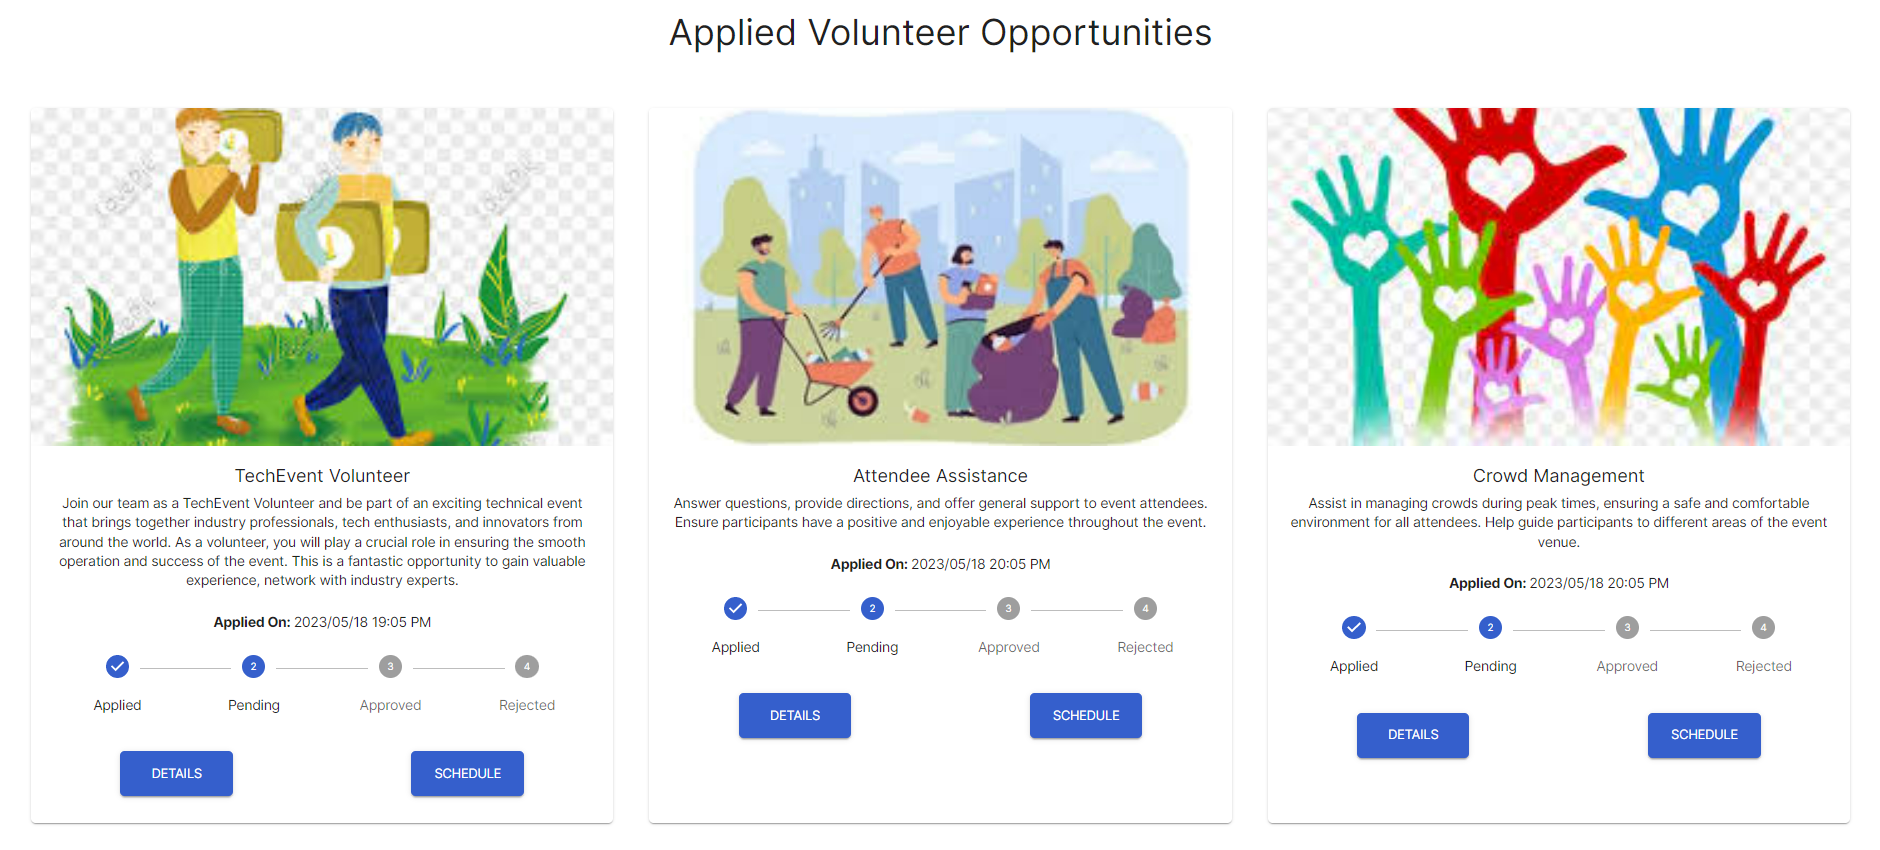 Applied Volunteer Opportunities
TechEvent Volunteer
Join our team as a TechEvent Volunteer and be part of an exciting technical event
that brings together industry professionals, tech enthusiasts, and innovators from
around the world. As a volunteer, you will play a crucial role in ensuring the smooth
operation and success of the event. This is a fantastic opportunity to gain valuable
experience, network with industry experts.
Applied On: 2023/05/18 19:05 PM
2 3 4
Applied Pending Approved Rejected
DETAILS SCHEDULE
Attendee Assistance
Answer questions, provide directions, and offer general support to event attendees.
Ensure participants have a positive and enjoyable experience throughout the event.
Applied On: 2023/05/18 20:05 PM
2 3 4
Applied Pending Approved Rejected
DETAILS SCHEDULE
Crowd Management
Assist in managing crowds during peak times, ensuring a safe and comfortable
environment for all attendees. Help guide participants to different areas of the event
venue.
Applied On: 2023/05/18 20:05 PM
2 3 4
Applied Pending Approved Rejected
DETAILS SCHEDULE